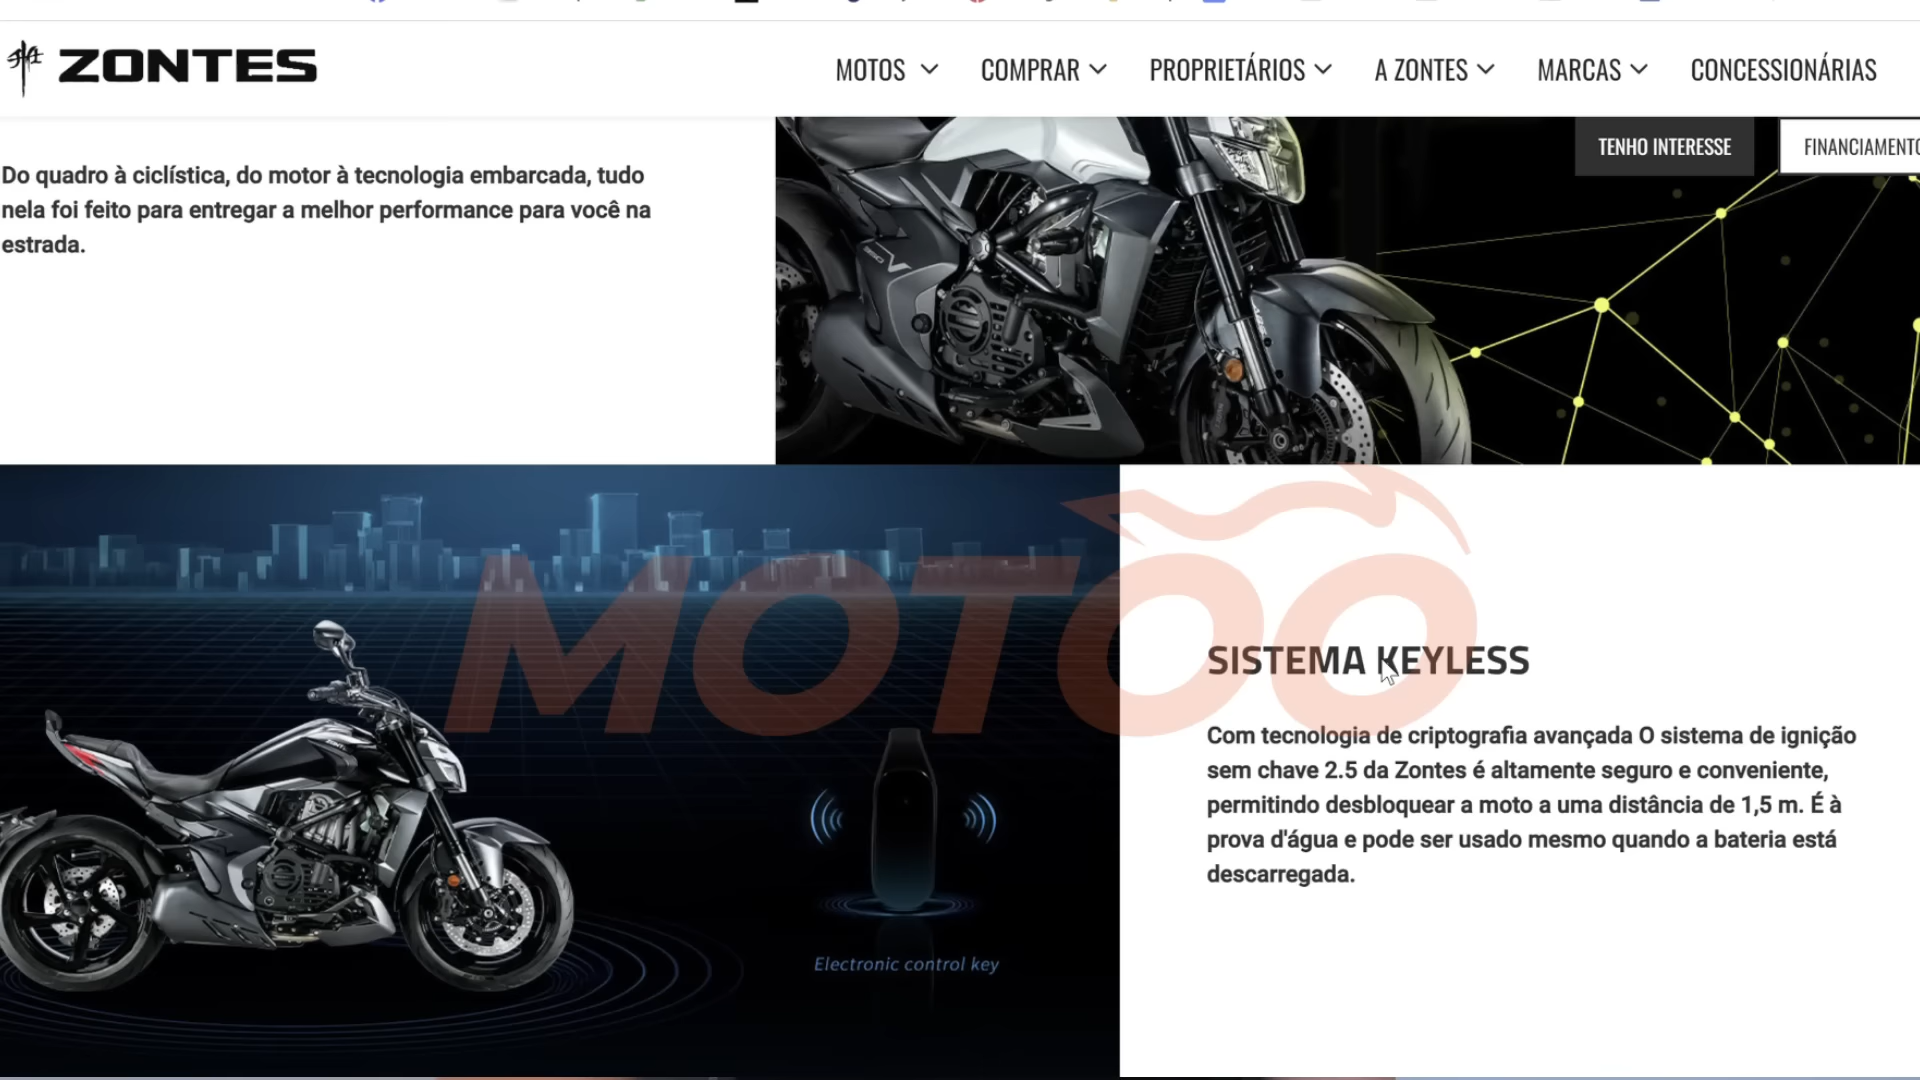 ZONTES
MOTOS
COMPRAR
PROPRIETÁRIOS
A ZONTES
MARCAS
CONCESSIONÁRIAS
TENHO INTERESSE
FINANCIAMENTO
Do quadro à ciclística, do motor à tecnologia embarcada, tudo
nela foi feito para entregar a melhor performance para você na
estrada.
MOTOO
SISTEMA KEYLESS
Com tecnologia de criptografia avançada O sistema de ignição
sem chave 2.5 da Zontes é altamente seguro e conveniente,
permitindo desbloquear a moto a uma distância de 1,5 m. É à
prova d'água e pode ser usado mesmo quando a bateria está
descarregada.
Electronic control key